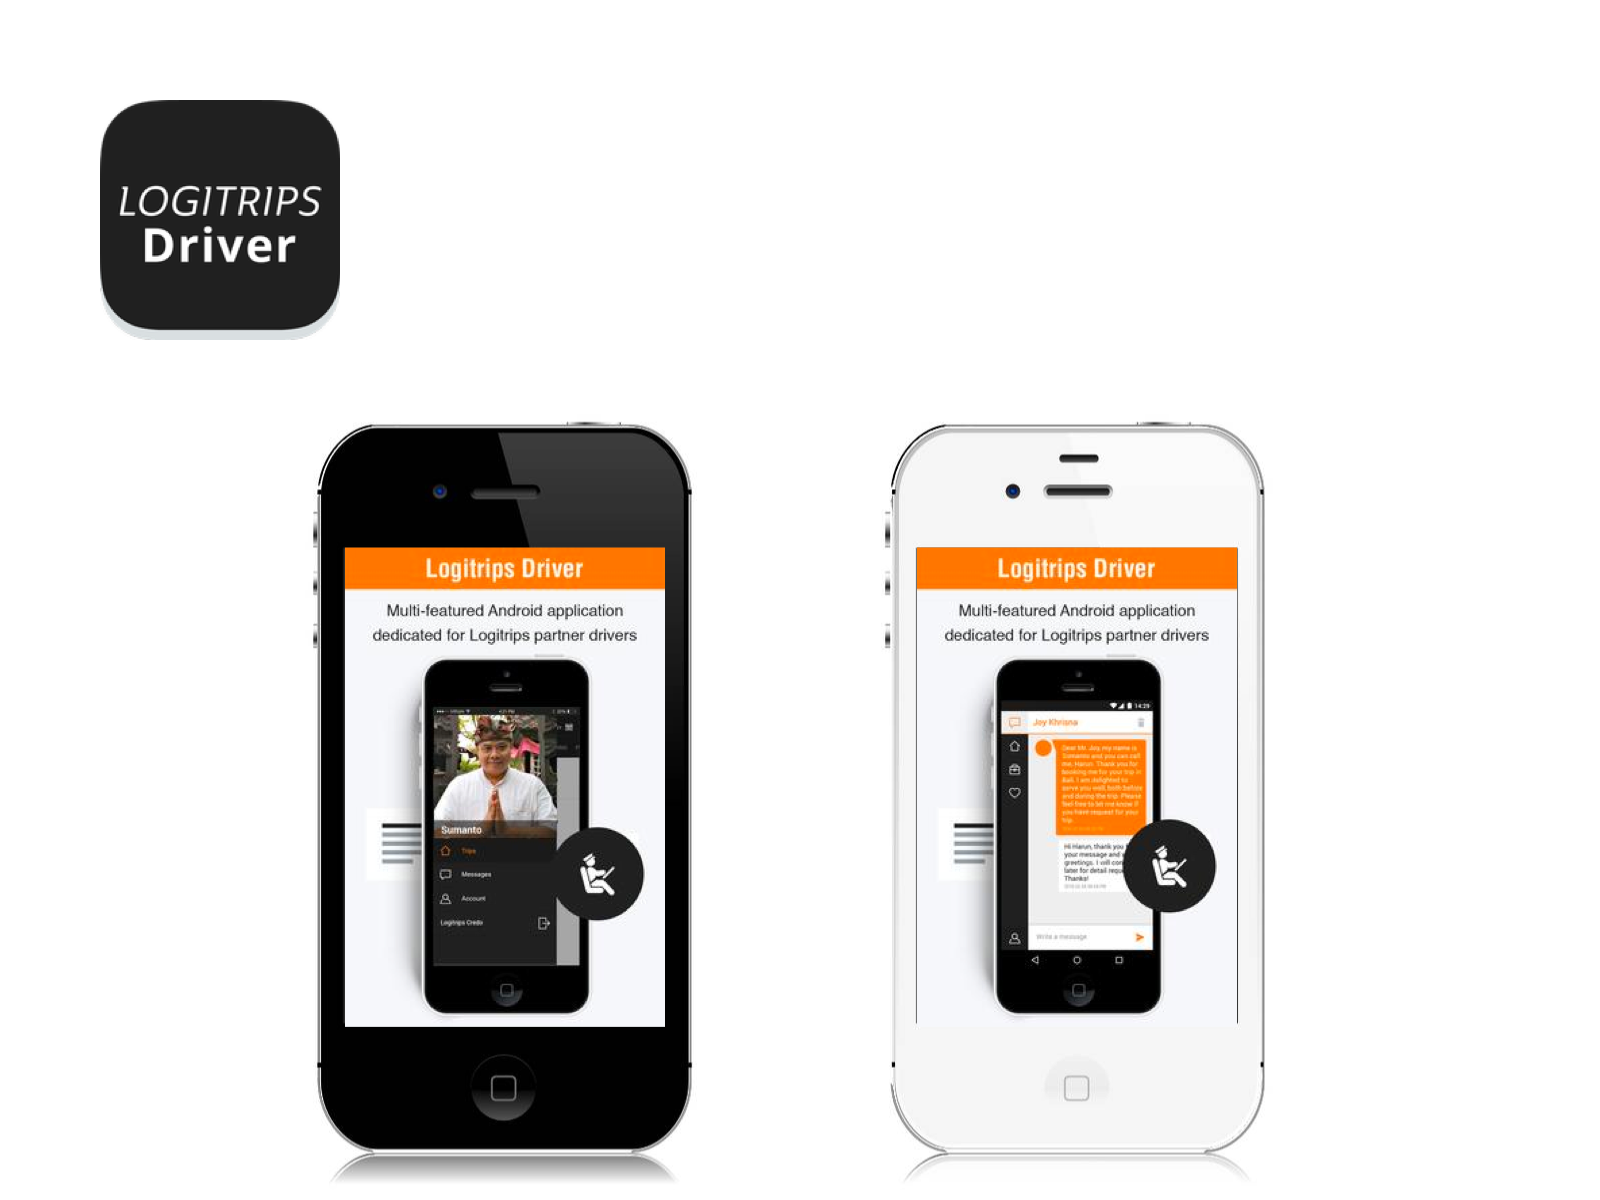 LOGITRIPS
Driver
Logitrips Driver
Multi-featured Android application
dedicated for Logitrips partner drivers
4:21 PM
Sumanto
Trips
Messages
Account
Logitrips Credo
Logitrips Driver
Multi-featured Android application
dedicated for Logitrips partner drivers
14:29
Joy Khrisna
Dear Mr. Joy, my name is
Sumanto and you can call
me, Harun. Thank you for
booking me for your trip in
Bali. I am delighted to
serve you well, both before
and during the trip. Please
feel free to let me know if
you have request for your
trip.
Hi Harun, thank you
your message and
greetings. I will con
later for detail requ
Thanks!
Write a message